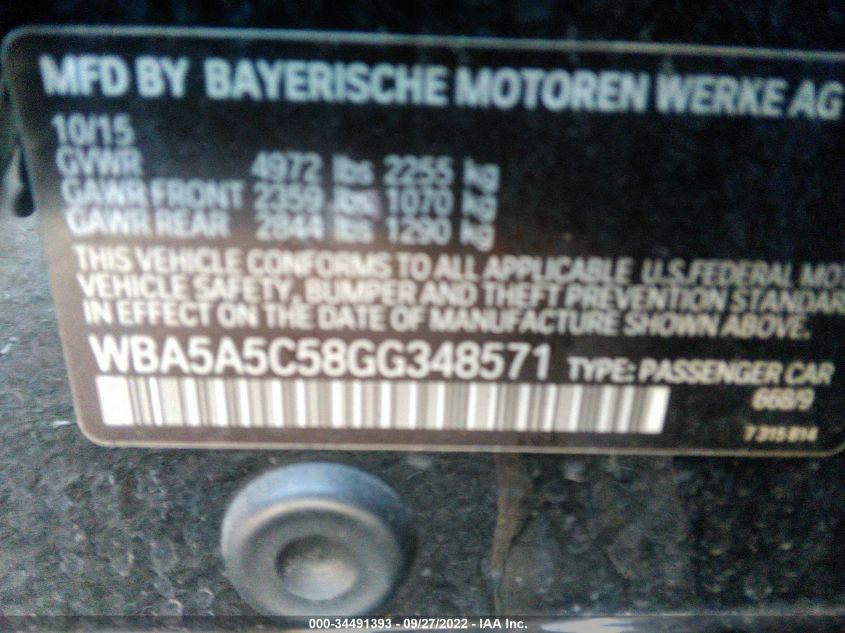 MFD BY BAYERISCHE MOTOREN WERKE AG
10/15
GVWR 4972 lbs 2255 kg
GAWR FRONT 2359 lbs 1070 kg
GAWR REAR 2844 lbs 1290 kg
THIS VEHICLE CONFORMS TO ALL APPLICABLE U.S.FEDERAL MO
VEHICLE SAFETY, BUMPER AND THEFT PREVENTION STANDAR
IN EFFECT ON THE DATE OF MANUFACTURE SHOWN ABOVE.
WBA5A5C58GG348571 TYPE: PASSENGER CAR
668/9
7 315 814
000-34491393 - 09/27/2022 - IAA Inc.